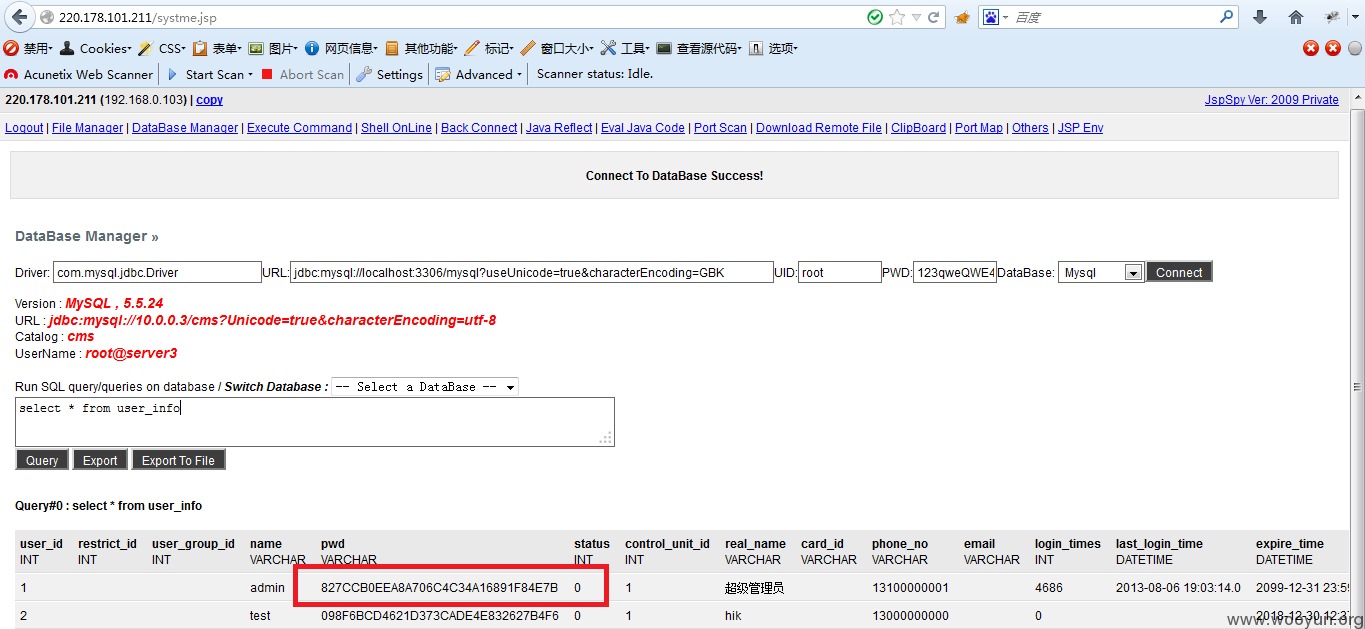 220.178.101.211/systme.jsp 百度
禁用 Cookies CSS 表单 图片 网页信息 其他功能 标记 窗口大小 工具 查看源代码 选项
Acunetix Web Scanner Start Scan Abort Scan Settings Advanced Scanner status: Idle.
220.178.101.211 (192.168.0.103) | copy JspSpy Ver: 2009 Private
Logout | File Manager | DataBase Manager | Execute Command | Shell OnLine | Back Connect | Java Reflect | Eval Java Code | Port Scan | Download Remote File | ClipBoard | Port Map | Others | JSP Env
Connect To DataBase Success!
DataBase Manager »
Driver: com.mysql.jdbc.Driver URL: jdbc:mysql://localhost:3306/mysql?useUnicode=true&characterEncoding=GBK UID: root PWD: 123qweQWE4 DataBase: Mysql Connect
Version : MySQL , 5.5.24
URL : jdbc:mysql://10.0.0.3/cms?Unicode=true&characterEncoding=utf-8
Catalog : cms
UserName : root@server3
Run SQL query/queries on database / Switch Database : -- Select a DataBase --
select * from user_info
Query Export Export To File
Query#0 : select * from user_info
user_id restrict_id user_group_id name pwd status control_unit_id real_name card_id phone_no email login_times last_login_time expire_time
INT INT INT VARCHAR VARCHAR INT INT VARCHAR VARCHAR VARCHAR VARCHAR INT DATETIME DATETIME
1 admin 827CCB0EEA8A706C4C34A16891F84E7B 0 1 超级管理员 13100000001 4686 2013-08-06 19:03:14.0 2099-12-31 23:59
2 test 098F6BCD4621D373CADE4E832627B4F6 0 1 hik 13000000000 0 2018-12-30 12:37
www.wooyun.org